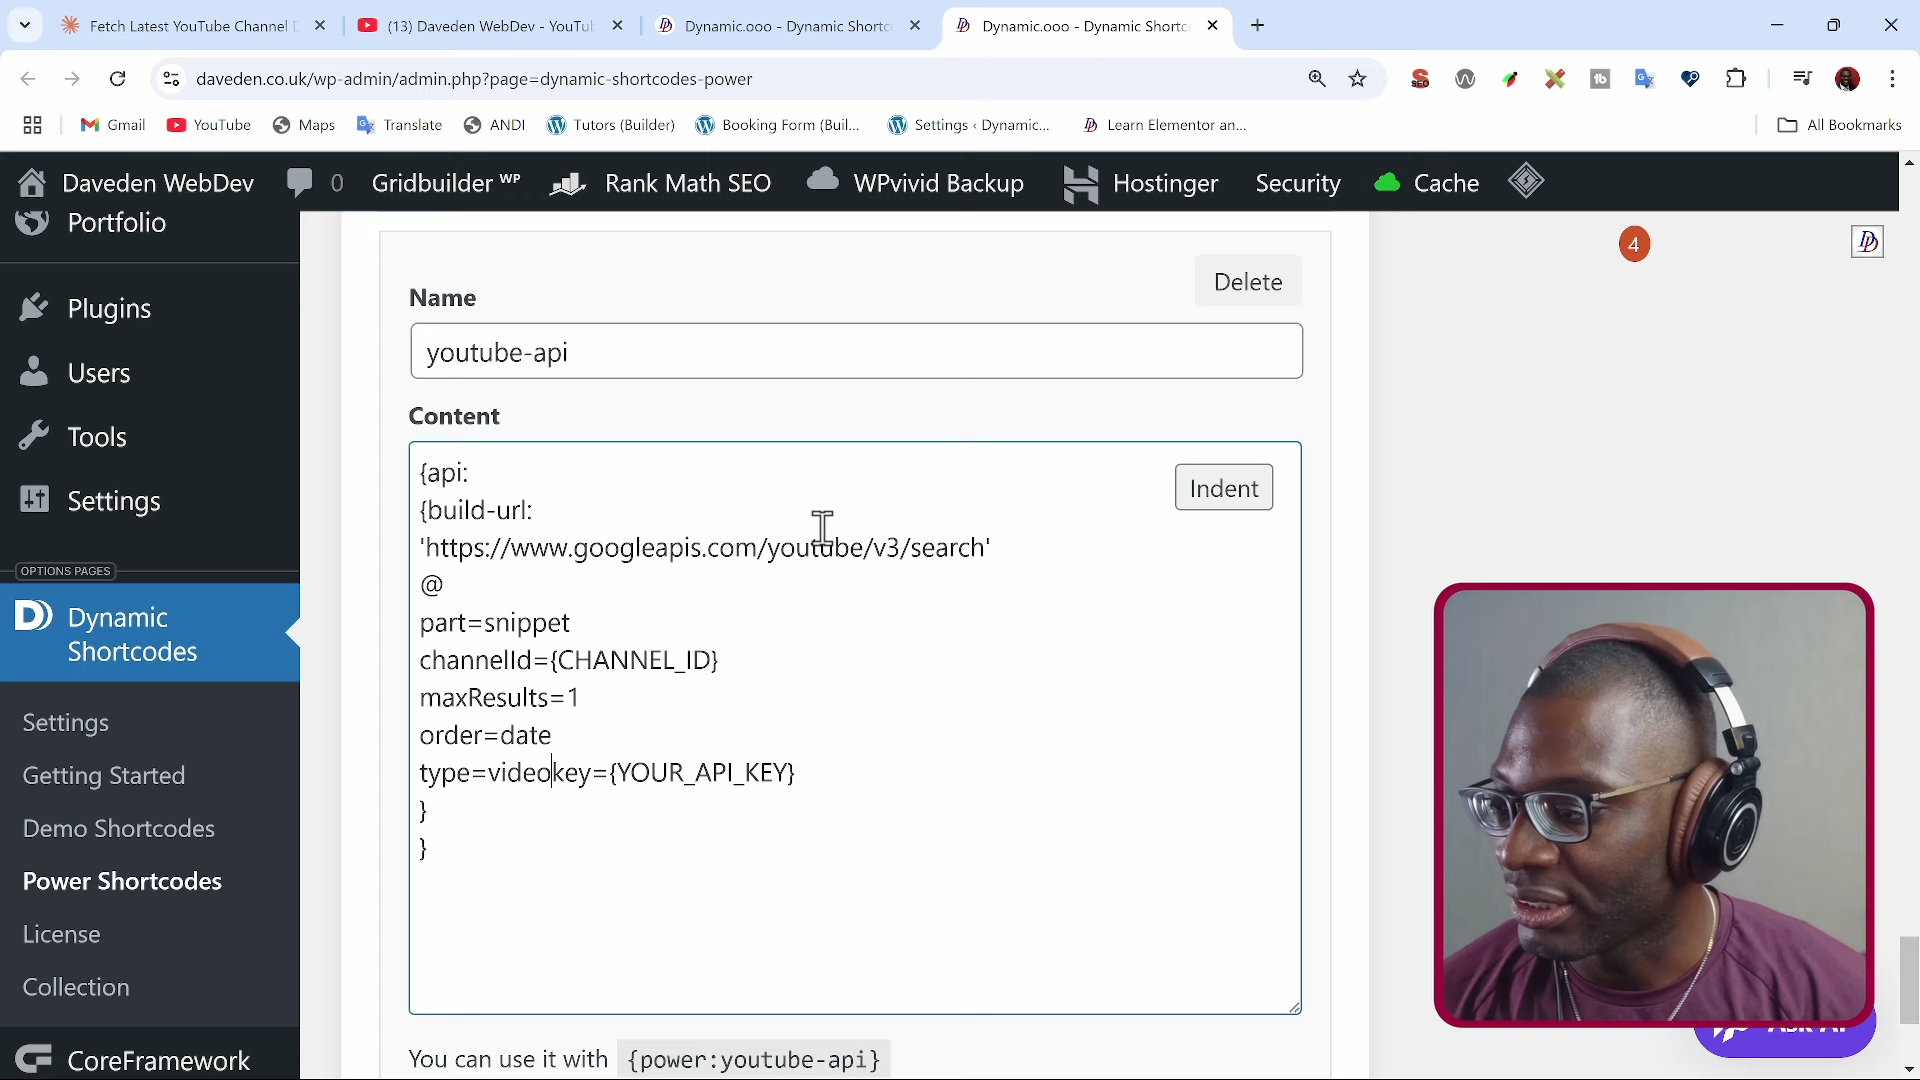 Fetch Latest YouTube Channel D
(13) Daveden WebDev - YouTub
Dynamic.ooo - Dynamic Shortc
Dynamic.ooo - Dynamic Shortc
daveden.co.uk/wp-admin/admin.php?page=dynamic-shortcodes-power
Gmail
YouTube
Maps
Translate
ANDI
Tutors (Builder)
Booking Form (Buil...
Settings ‹ Dynamic...
Learn Elementor an...
All Bookmarks
Daveden WebDev
0
Gridbuilder WP
Rank Math SEO
WPvivid Backup
Hostinger
Security
Cache
Portfolio
Plugins
Users
Tools
Settings
OPTIONS PAGES
Dynamic
Shortcodes
Settings
Getting Started
Demo Shortcodes
Power Shortcodes
License
Collection
CoreFramework
4
Delete
Name
youtube-api
Content
Indent
{api:
{build-url:
'https://www.googleapis.com/youtube/v3/search'
@
part=snippet
channelId={CHANNEL_ID}
maxResults=1
order=date
type=videokey={YOUR_API_KEY}
}
}
You can use it with {power:youtube-api}